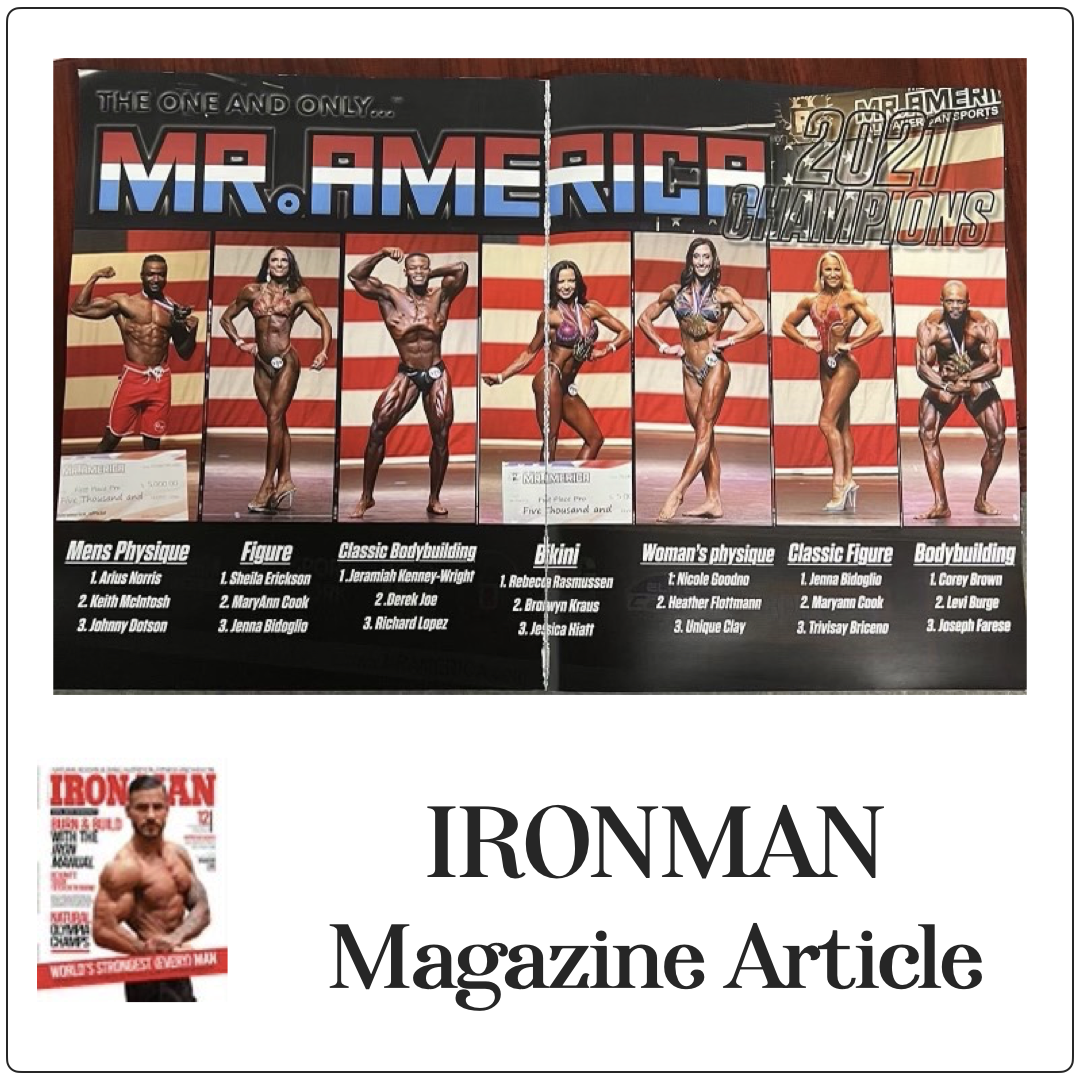 THE ONE AND ONLY...
MR. AMERICA
MR. AMERI
2021
CHAMPIONS
MR.AMERICA
First Place Pro
$ 5,000.00
Five Thousand and
MR.AMERICA
First Place Pro
Five Thousand and
Mens Physique
1. Arius Norris
2. Keith McIntosh
3. Johnny Dotson
Figure
1. Sheila Erickson
2. MaryAnn Cook
3. Jenna Bidoglio
Classic Bodybuilding
1.Jeramiah Kenney-Wright
2 .Derek Joe
3. Richard Lopez
Bikini
1. Rebecca Rasmussen
2. Bronwyn Kraus
3. Jessica Hiatt
Woman's physique
1: Nicole Goodno
2. Heather Flottmann
3. Unique Clay
Classic Figure
1. Jenna Bidoglio
2. Maryann Cook
3. Trivisay Briceno
Bodybuilding
1. Corey Brown
2. Levi Burge
3. Joseph Farese
IRONMAN
BURN & BUILD
WITH THE
IRON
MANUAL
NATURAL
OLYMPIA
CHAMPS
WORLD'S STRONGEST (EVERY) MAN
IRONMAN
Magazine Article